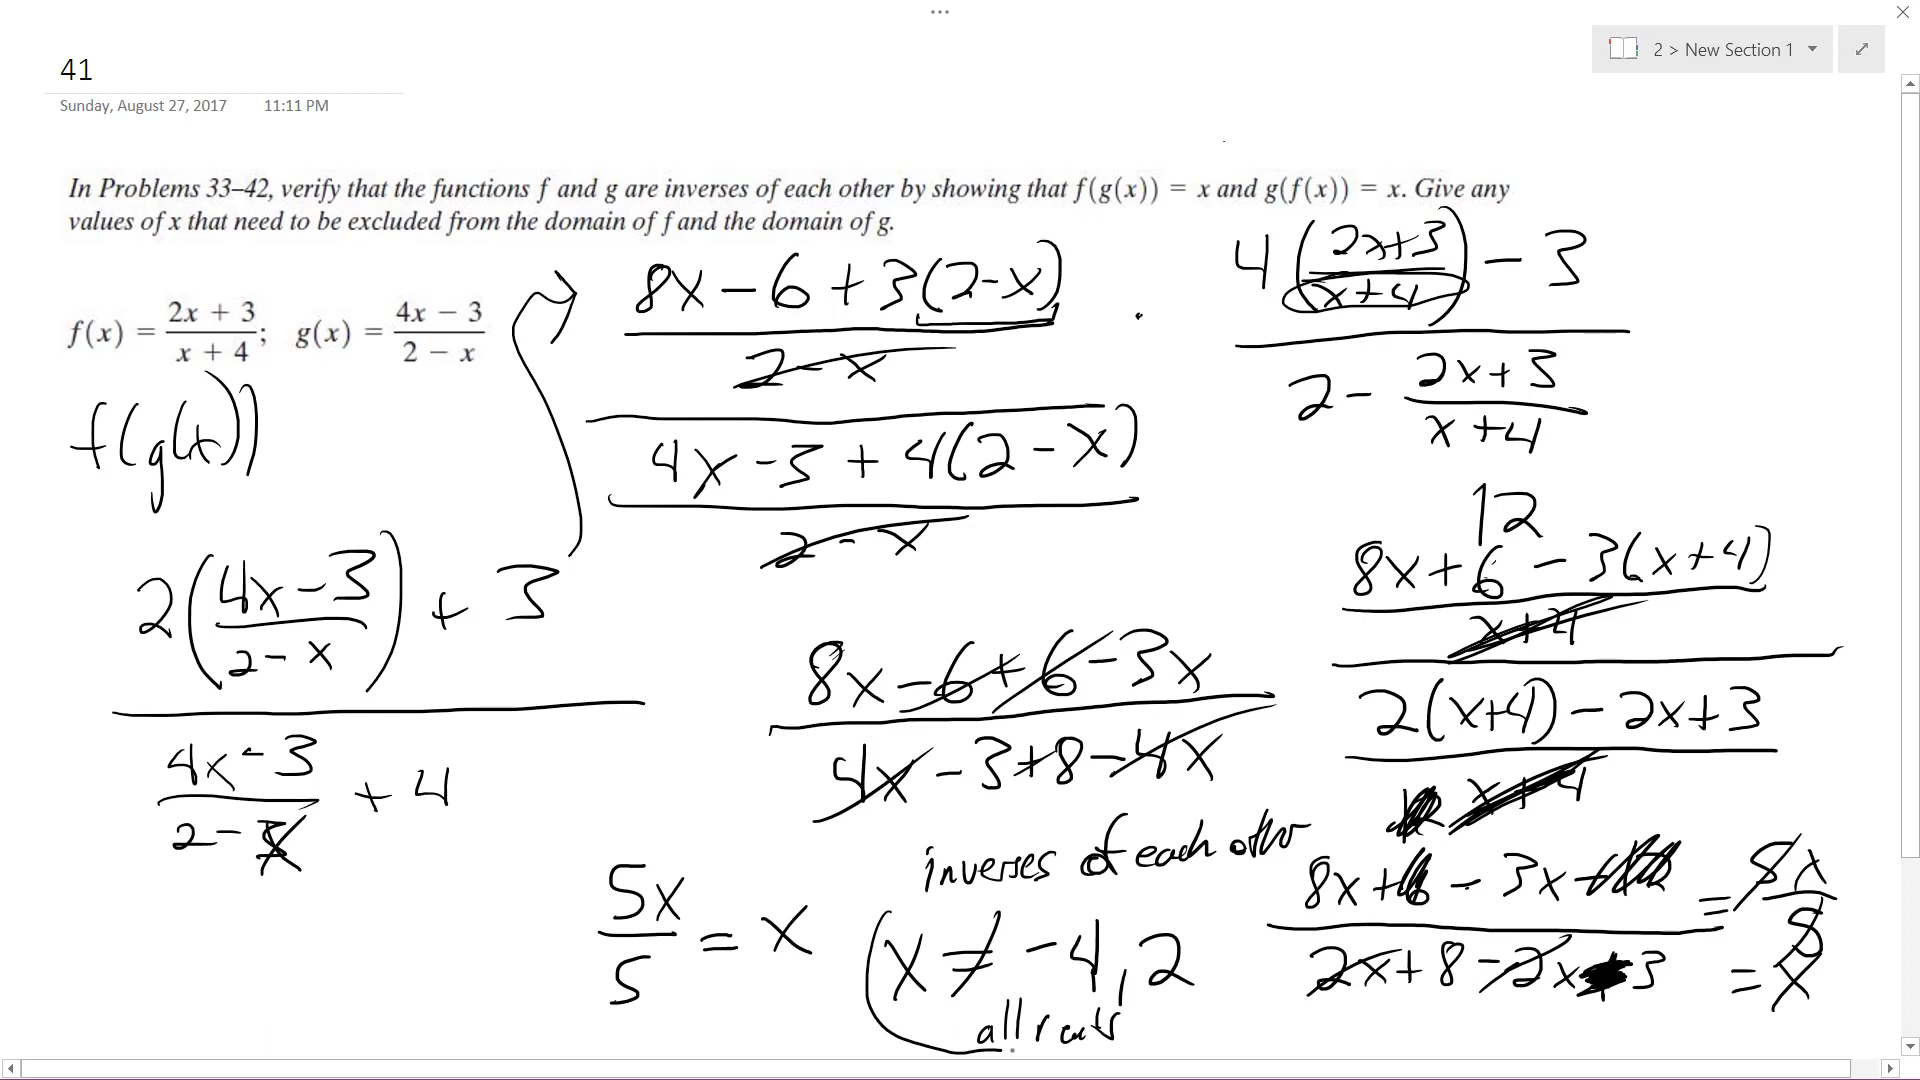 2 > New Section 1
41
Sunday, August 27, 2017 11:11 PM
In Problems 33–42, verify that the functions f and g are inverses of each other by showing that f(g(x)) = x and g(f(x)) = x. Give any
values of x that need to be excluded from the domain of f and the domain of g.
f(x) = (2x + 3)/(x + 4); g(x) = (4x − 3)/(2 − x)
f(g(x))
2((4x − 3)/(2 − x)) + 3
(4x − 3)/(2 − x) + 4
8x − 6 + 3(2−x)
2 − x
4x − 3 + 4(2 − x)
2 − x
8x − 6 + 6 − 3x
4x − 3 + 8 − 4x
5x/5 = x
inverses of each other
x ≠ −4, 2
all reals
4((2x+3)/(x+4)) − 3
2 − (2x+3)/(x+4)
12
8x + 6 − 3(x+4)
x+4
2(x+4) − 2x+3
x+4
8x + 6 − 3x −
2x + 8 − 2x − 3
= 5x/5
= x